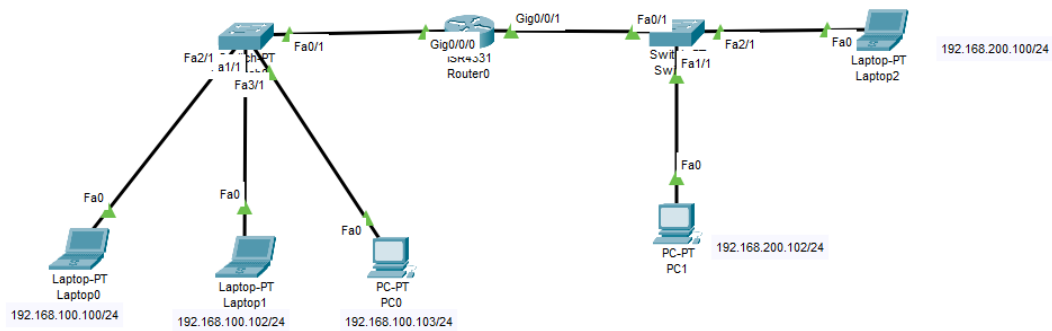 Gig0/0/1
Fa0/1
Fa0/1
Gig0/0/0
Fa2/1
Fa2/1
Fa0
Laptop-PT
Laptop2
192.168.200.100/24
ISR4331
Router0
Fa1/1
Fa3/1
Fa1/1
Fa0
Fa0
Fa0
Fa0
PC-PT
PC1
192.168.200.102/24
Laptop-PT
Laptop0
192.168.100.100/24
Laptop-PT
Laptop1
192.168.100.102/24
PC-PT
PC0
192.168.100.103/24